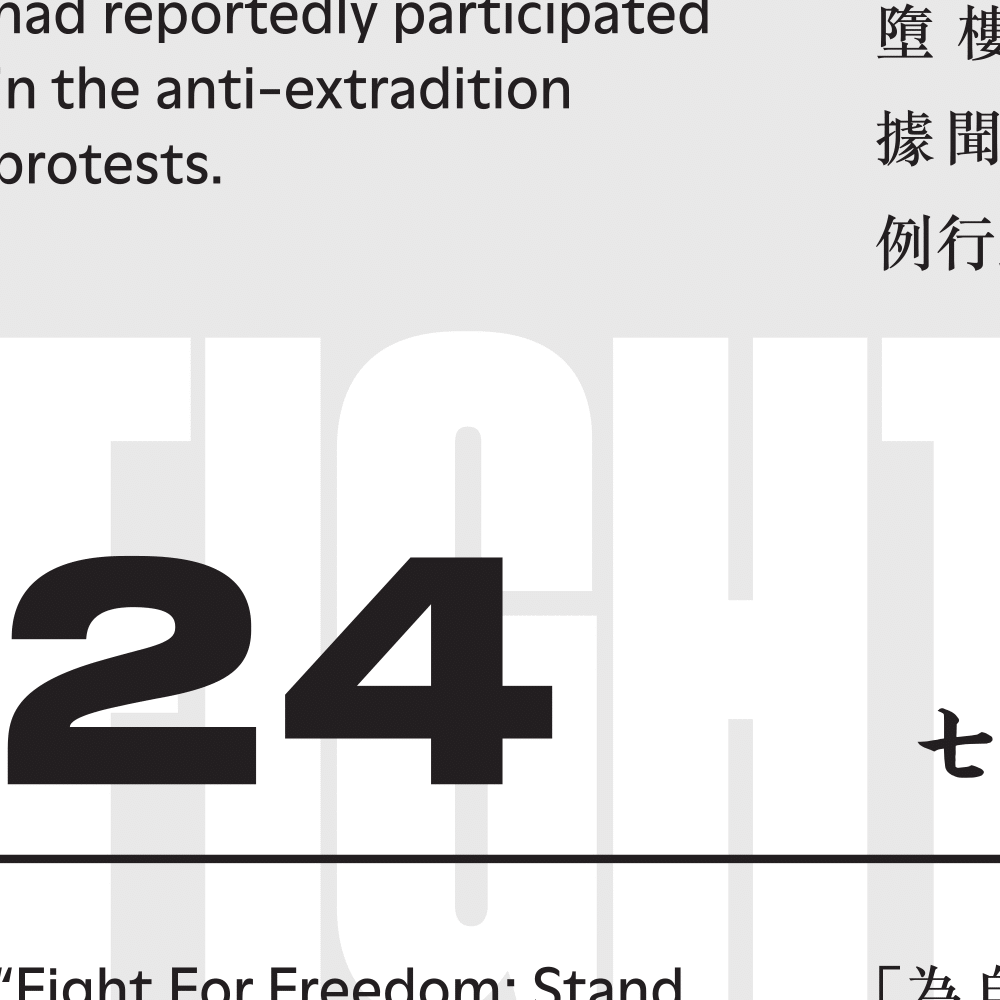 had reportedly participated
in the anti-extradition
protests.
墮樓
據聞
例行
FIGHT
24
七
“Fight For Freedom: Stand
「為自